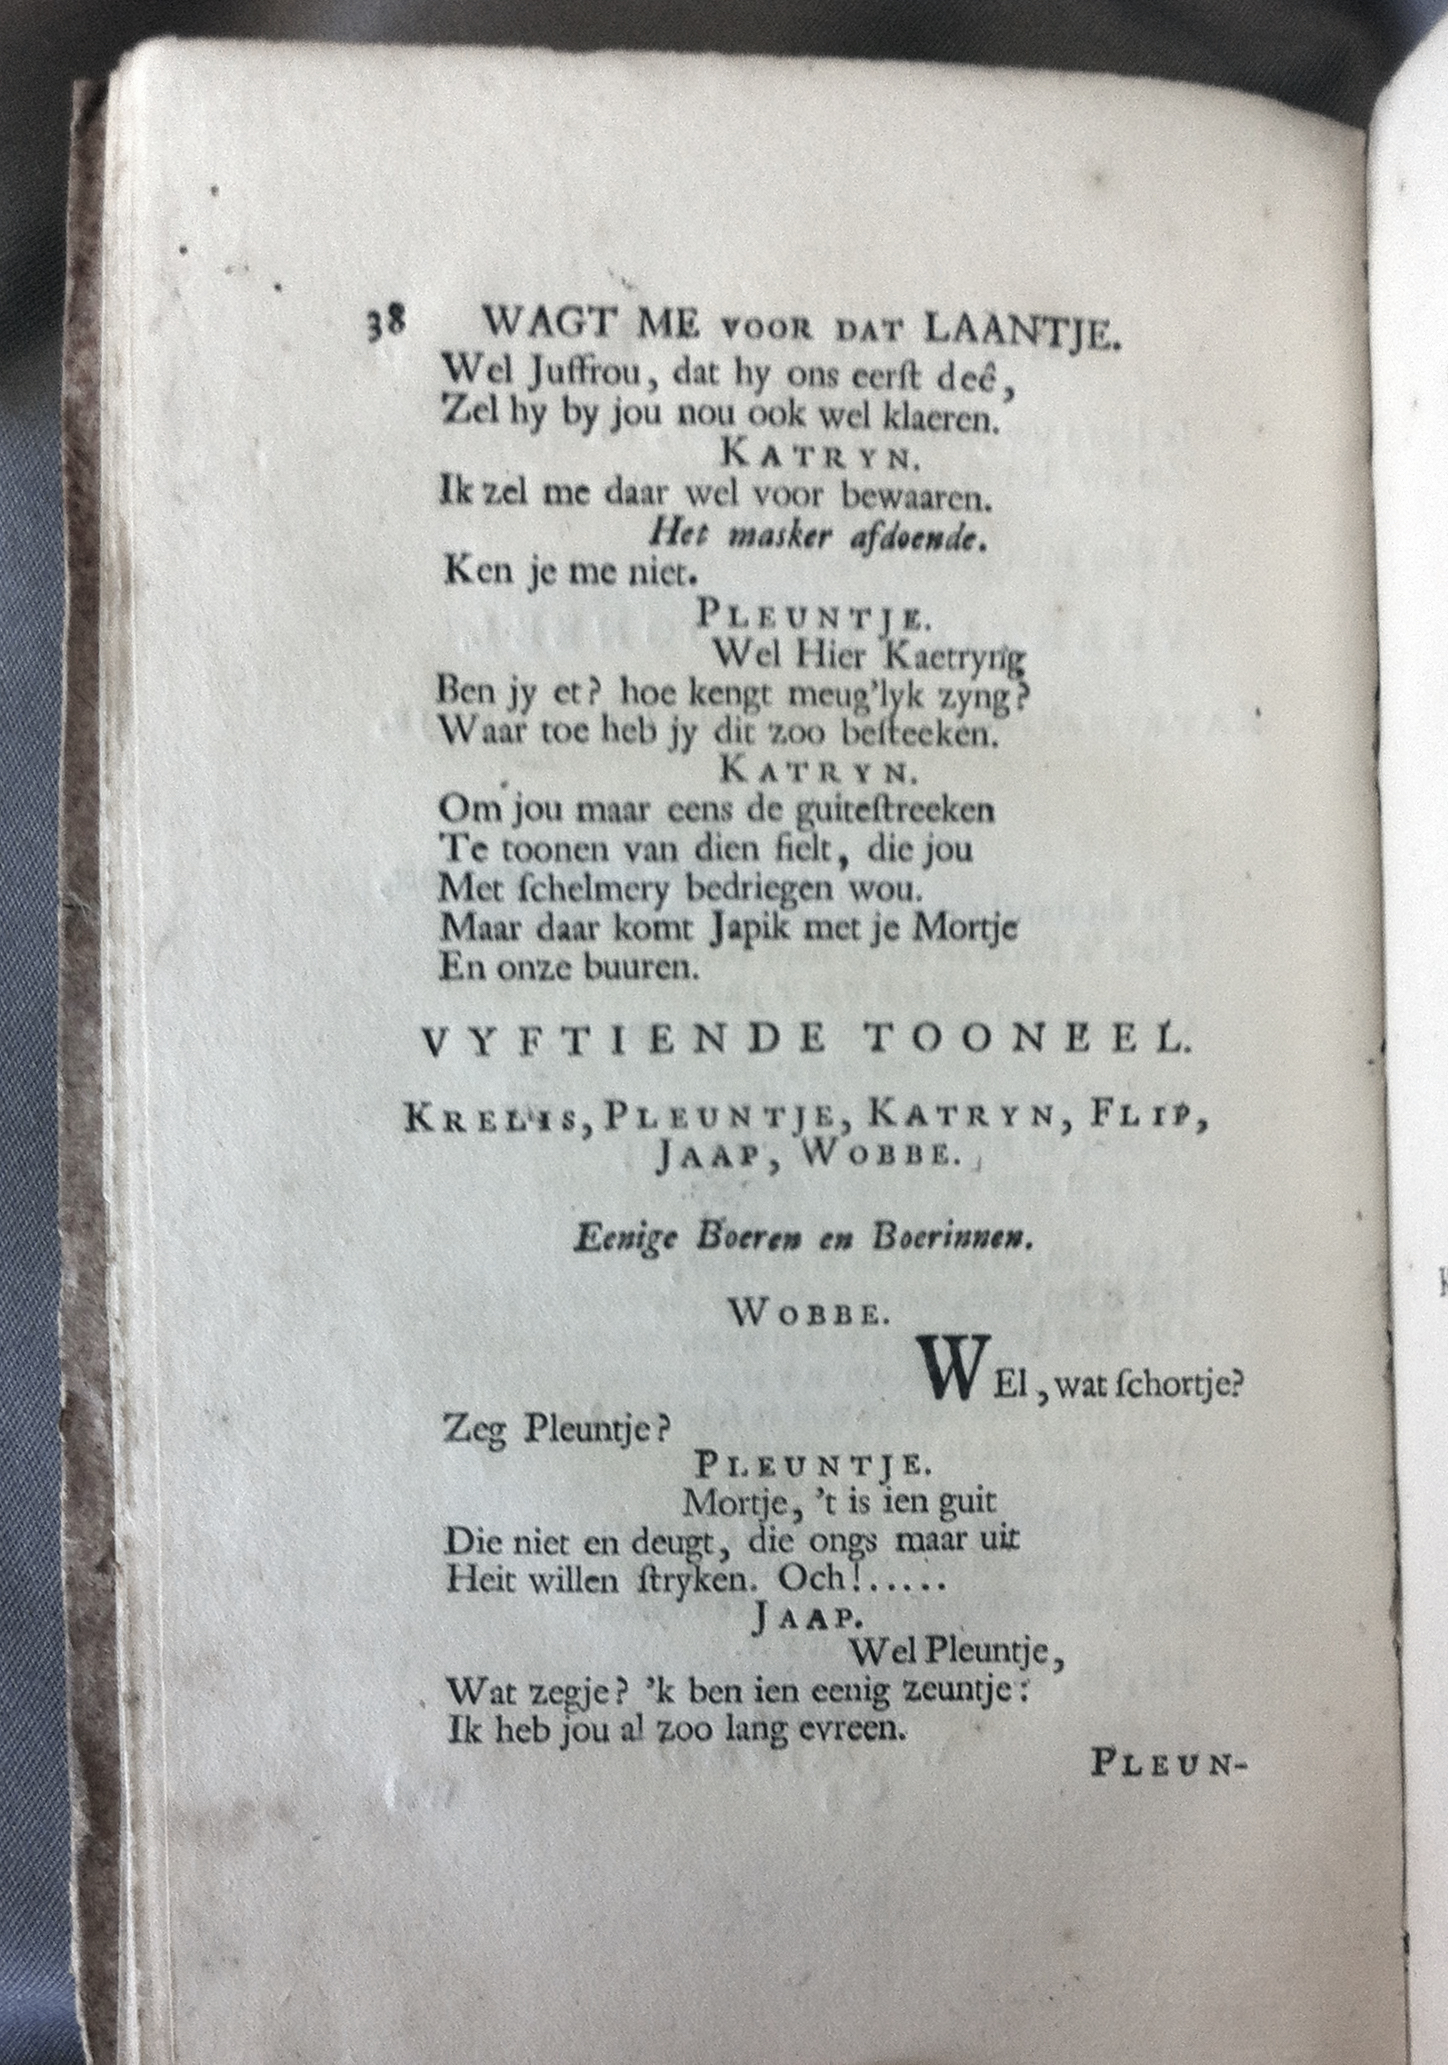 38 WAGT ME VOOR DAT LAANTJE.
Wel Juffrou, dat hy ons eerſt deê,
Zel hy by jou nou ook wel klaeren.
KATRYN.
Ik zel me daar wel voor bewaaren.
Het masker afdoende.
Ken je me niet.
PLEUNTJE.
Wel Hier Kaetryng
Ben jy et? hoe kengt meug'lyk zyng?
Waar toe heb jy dit zoo beſteeken.
KATRYN.
Om jou maar eens de guiteſtreeken
Te toonen van dien fielt, die jou
Met ſchelmery bedriegen wou.
Maar daar komt Japik met je Mortje
En onze buuren.
VYFTIENDE TOONEEL.
KRELIS, PLEUNTJE, KATRYN, FLIP,
JAAP, WOBBE.
Eenige Boeren en Boerinnen.
WOBBE.
WEl, wat ſchortje?
Zeg Pleuntje?
PLEUNTJE.
Mortje, 't is ien guit
Die niet en deugt, die ongs maar uit
Heit willen ſtryken. Och!.....
JAAP.
Wel Pleuntje,
Wat zegje? 'k ben ien eenig zeuntje:
Ik heb jou al zoo lang evreen.
PLEUN-